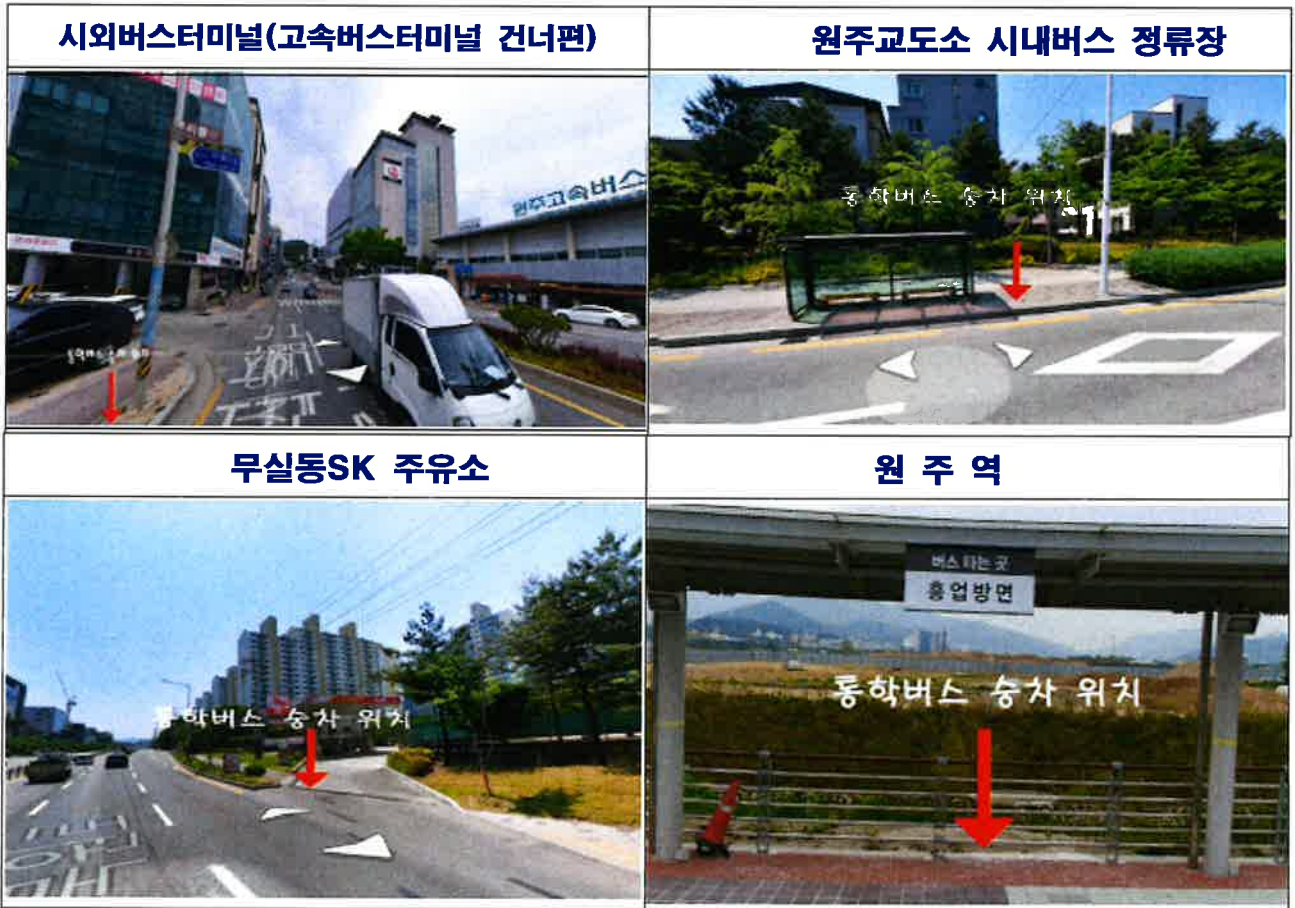 시외버스터미널(고속버스터미널 건너편)
원주교도소 시내버스 정류장
원주고속버스
통학버스 승차 위치
무실동SK 주유소
원 주 역
통학버스 승차 위치
버스 타는 곳
흥업방면
통학버스 승차 위치